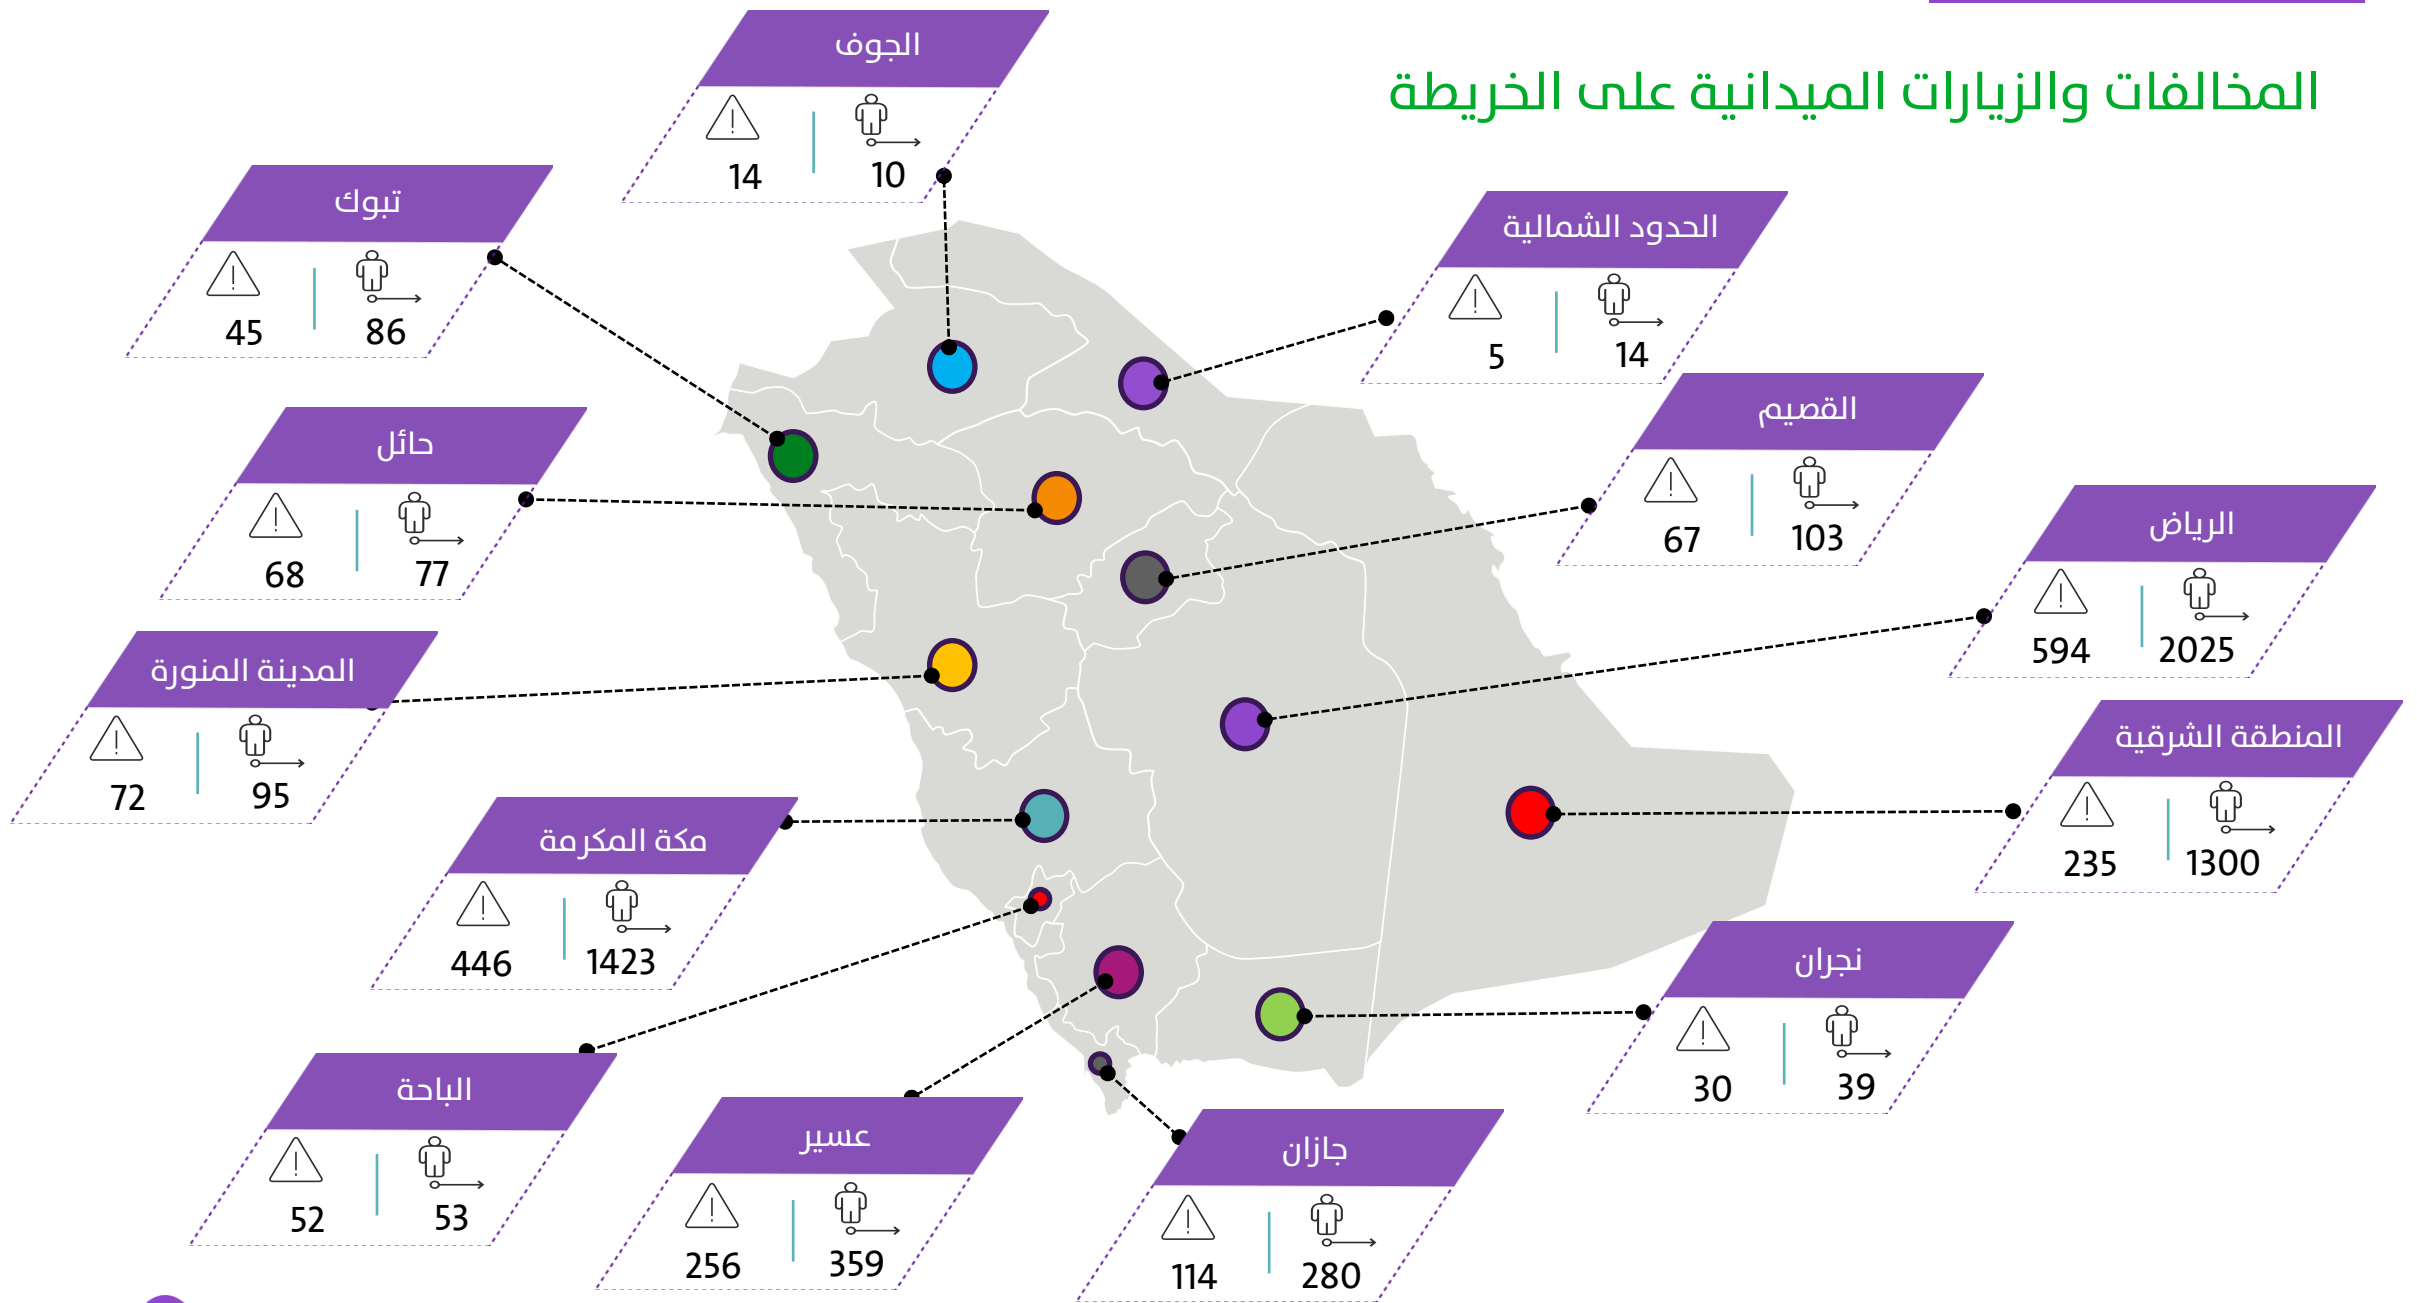 المخالفات والزيارات الميدانية على الخريطة
الجوف
10
14
تبوك
86
45
الحدود الشمالية
14
5
القصيم
103
67
حائل
77
68
الرياض
2025
594
المدينة المنورة
95
72
المنطقة الشرقية
1300
235
مكة المكرمة
1423
446
نجران
39
30
الباحة
53
52
عسير
359
256
جازان
280
114